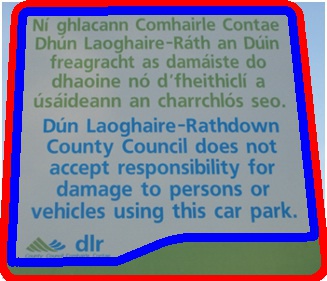 Ní ghlacann Comhairle Contae
Dhún Laoghaire-Ráth an Dúin
freagracht as damáiste do
dhaoine nó d'fheithiclí a
úsáideann an charrchlós seo.
Dún Laoghaire-Rathdown
County Council does not
accept responsibility for
damage to persons or
vehicles using this car park.
dlr